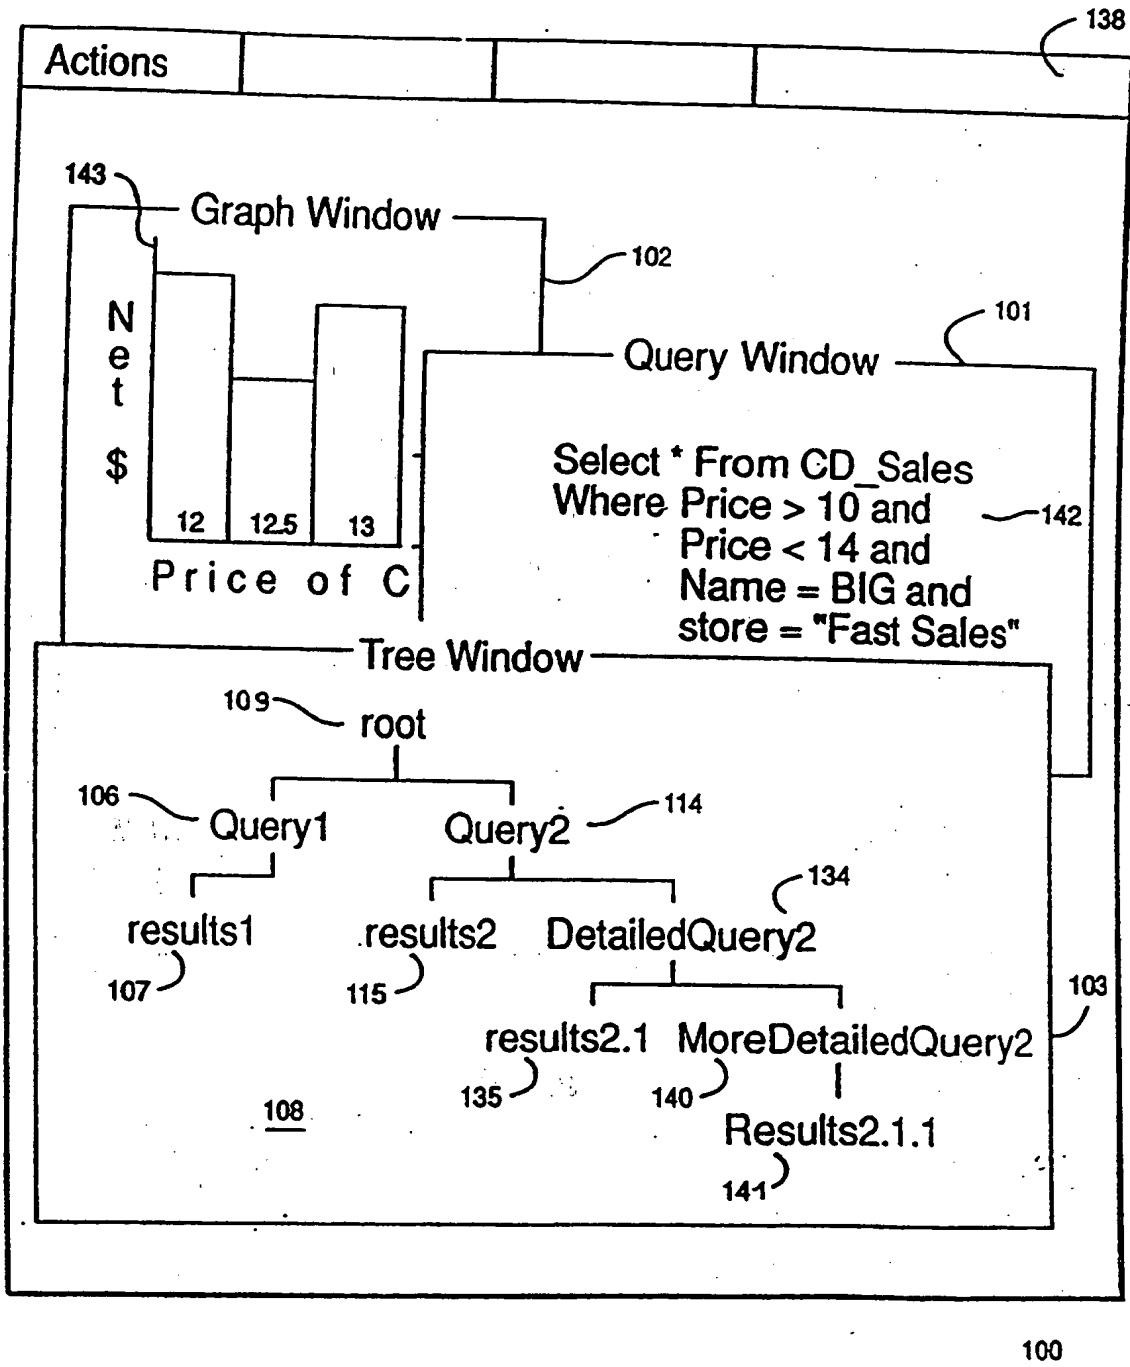 138
Actions
143
Graph Window
102
Net $
12 12.5 13
Price of C
101
Query Window
Select * From CD_Sales
Where Price > 10 and
142
Price < 14 and
Name = BIG and
store = "Fast Sales"
Tree Window
109
root
106
Query1
Query2
114
134
results1
results2
DetailedQuery2
107
115
103
results2.1
MoreDetailedQuery2
135
140
108
Results2.1.1
141
100